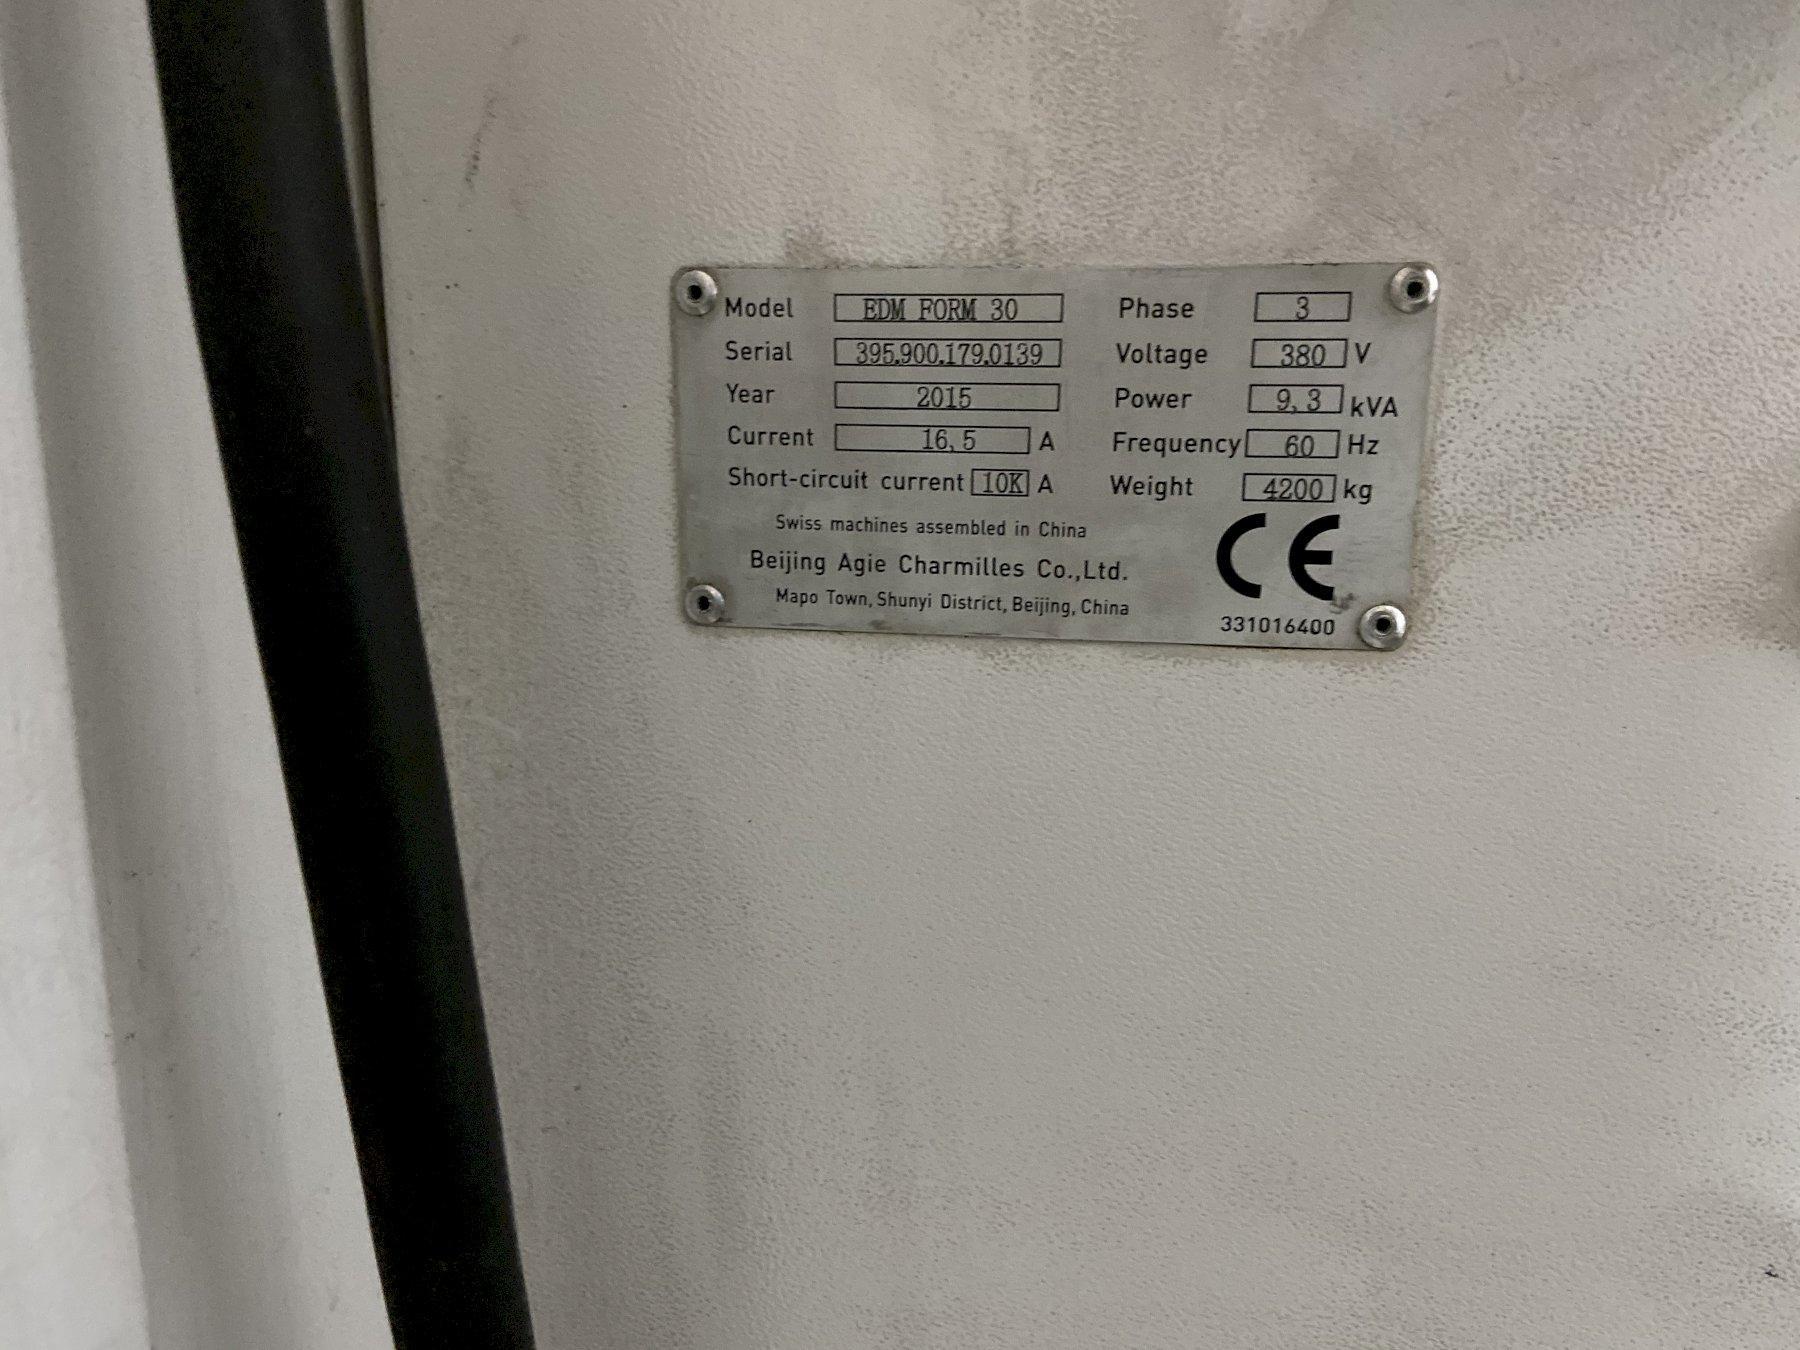 Model EDM FORM 30 Phase 3
Serial 395.900.179.0139 Voltage 380 V
Year 2015 Power 9,3 kVA
Current 16,5 A Frequency 60 Hz
Short-circuit current 10K A Weight 4200 kg
Swiss machines assembled in China
Beijing Agie Charmilles Co.,Ltd.
Mapo Town, Shunyi District, Beijing, China
CE
331016400